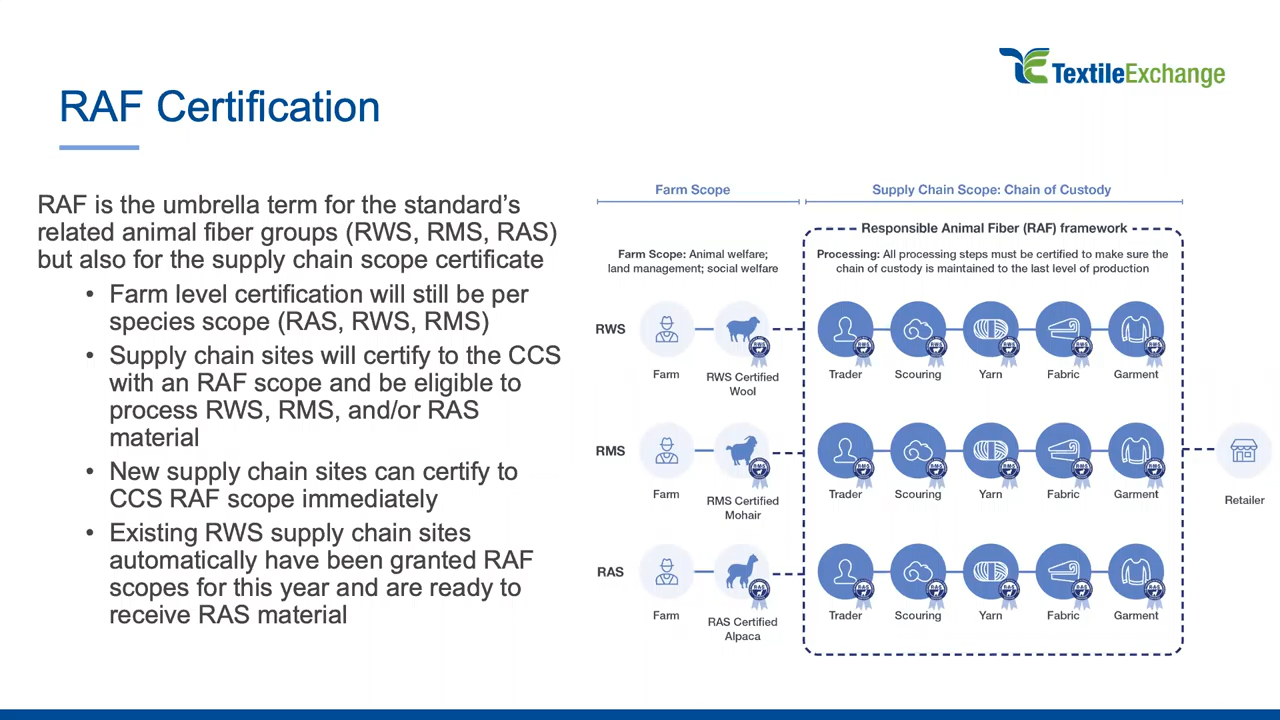 TextileExchange
RAF Certification
RAF is the umbrella term for the standard’s
related animal fiber groups (RWS, RMS, RAS)
but also for the supply chain scope certificate
• Farm level certification will still be per
species scope (RAS, RWS, RMS)
• Supply chain sites will certify to the CCS
with an RAF scope and be eligible to
process RWS, RMS, and/or RAS
material
• New supply chain sites can certify to
CCS RAF scope immediately
• Existing RWS supply chain sites
automatically have been granted RAF
scopes for this year and are ready to
receive RAS material
Farm Scope
Supply Chain Scope: Chain of Custody
Responsible Animal Fiber (RAF) framework
Farm Scope: Animal welfare;
land management; social welfare
Processing: All processing steps must be certified to make sure the
chain of custody is maintained to the last level of production
RWS
Farm
RWS Certified
Wool
Trader
Scouring
Yarn
Fabric
Garment
RMS
Farm
RMS Certified
Mohair
Trader
Scouring
Yarn
Fabric
Garment
Retailer
RAS
Farm
RAS Certified
Alpaca
Trader
Scouring
Yarn
Fabric
Garment